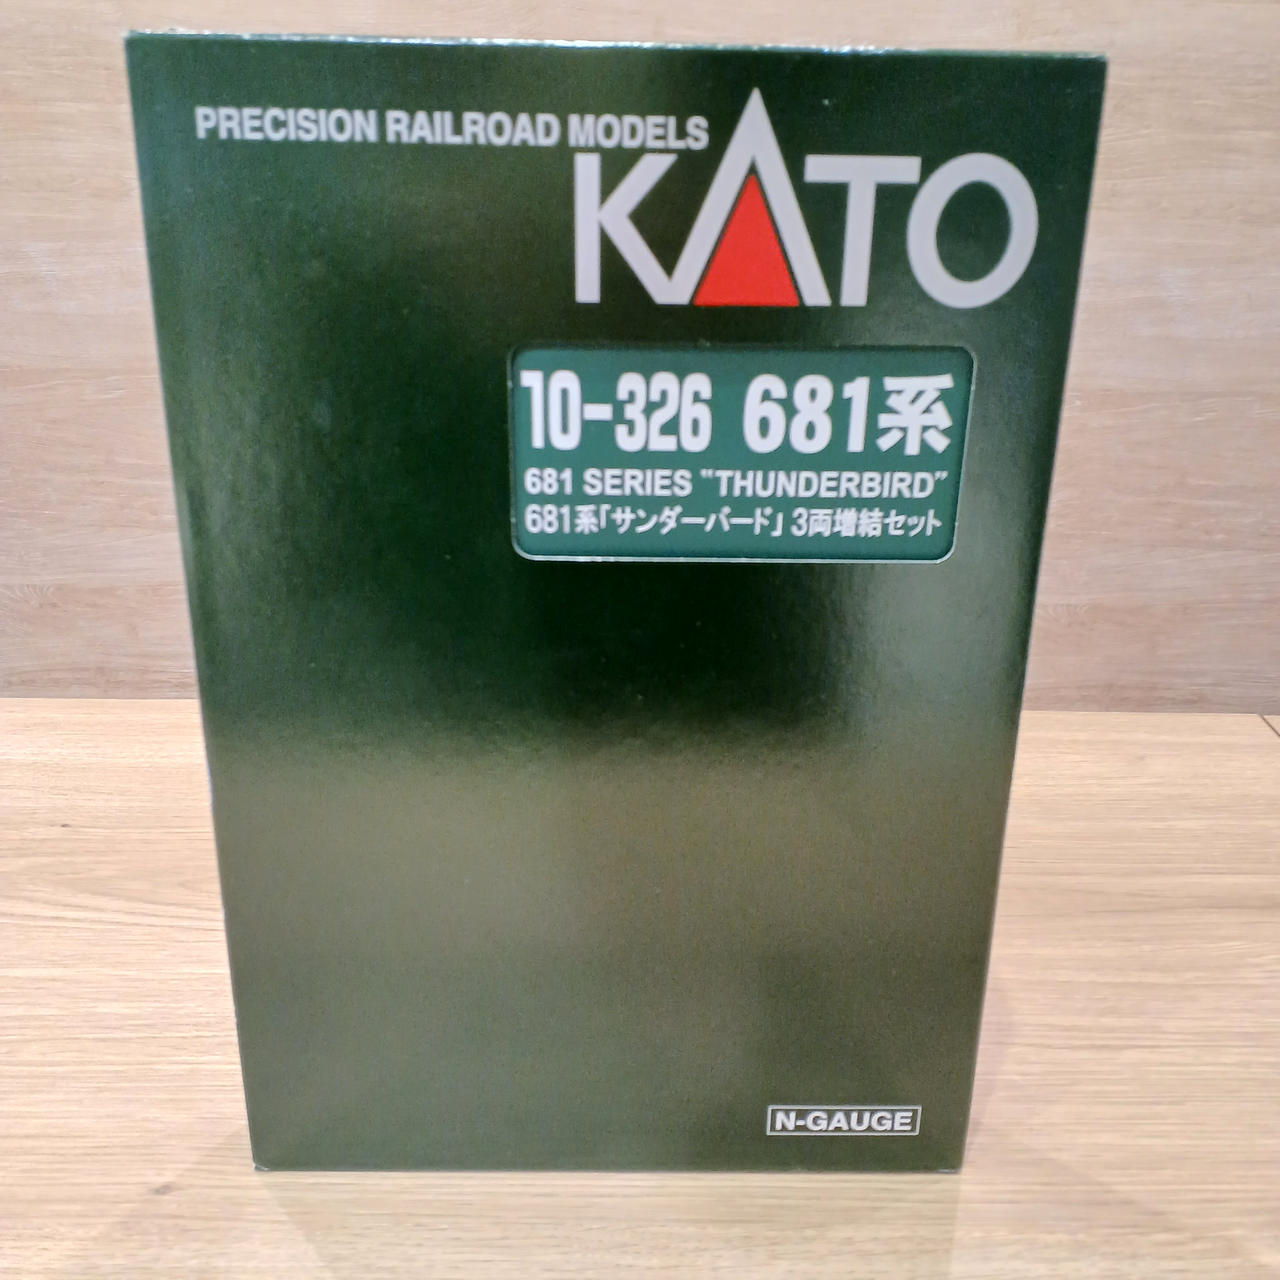 PRECISION RAILROAD MODELS
KATO
10-326 681系
681 SERIES "THUNDERBIRD"
681系「サンダーバード」3両増結セット
N-GAUGE